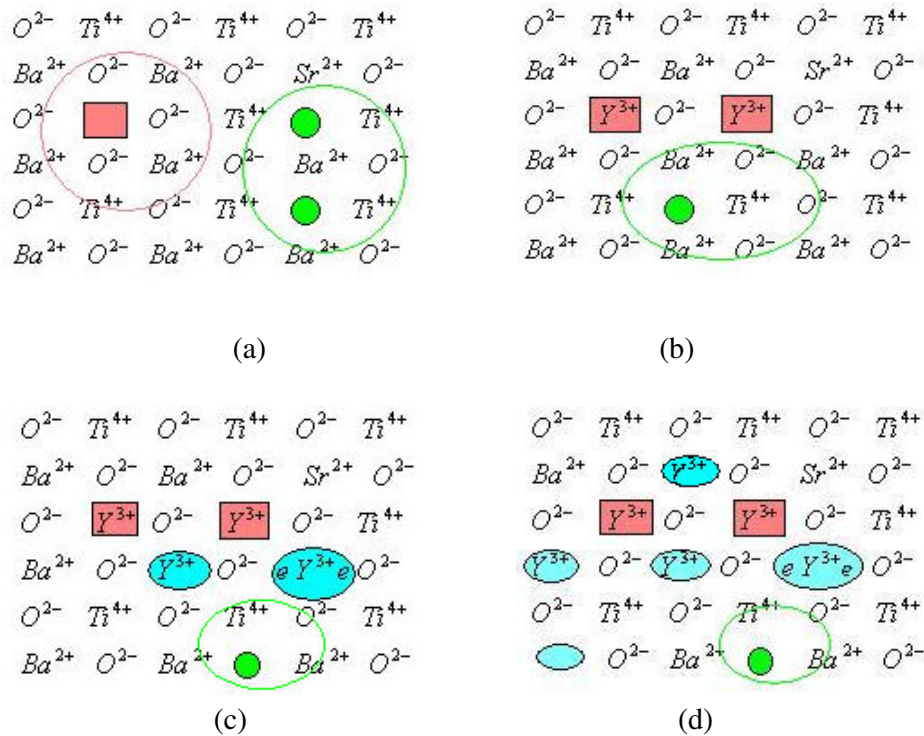 O²⁻ Ti⁴⁺ O²⁻ Ti⁴⁺ O²⁻ Ti⁴⁺
Ba²⁺ O²⁻ Ba²⁺ O²⁻ Sr²⁺ O²⁻
O²⁻ O²⁻ Ti⁴⁺ Ti⁴⁺
Ba²⁺ O²⁻ Ba²⁺ O²⁻ Ba²⁺ O²⁻
O²⁻ Ti⁴⁺ O²⁻ Ti⁴⁺ Ti⁴⁺
Ba²⁺ O²⁻ Ba²⁺ O²⁻ Ba²⁺ O²⁻
(a)
O²⁻ Ti⁴⁺ O²⁻ Ti⁴⁺ O²⁻ Ti⁴⁺
Ba²⁺ O²⁻ Ba²⁺ O²⁻ Sr²⁺ O²⁻
O²⁻ Y³⁺ O²⁻ Y³⁺ O²⁻ Ti⁴⁺
Ba²⁺ O²⁻ Ba²⁺ O²⁻ Ba²⁺ O²⁻
O²⁻ Ti⁴⁺ Ti⁴⁺ O²⁻ Ti⁴⁺
Ba²⁺ O²⁻ Ba²⁺ O²⁻ Ba²⁺ O²⁻
(b)
O²⁻ Ti⁴⁺ O²⁻ Ti⁴⁺ O²⁻ Ti⁴⁺
Ba²⁺ O²⁻ Ba²⁺ O²⁻ Sr²⁺ O²⁻
O²⁻ Y³⁺ O²⁻ Y³⁺ O²⁻ Ti⁴⁺
Ba²⁺ O²⁻ Y³⁺ O²⁻ e Y³⁺ e O²⁻
O²⁻ Ti⁴⁺ O²⁻ Ti⁴⁺ O²⁻ Ti⁴⁺
Ba²⁺ O²⁻ Ba²⁺ Ba²⁺ O²⁻
(c)
O²⁻ Ti⁴⁺ O²⁻ Ti⁴⁺ O²⁻ Ti⁴⁺
Ba²⁺ O²⁻ Y³⁺ O²⁻ Sr²⁺ O²⁻
O²⁻ Y³⁺ O²⁻ Y³⁺ O²⁻ Ti⁴⁺
Y³⁺ O²⁻ Y³⁺ O²⁻ e Y³⁺ e O²⁻
O²⁻ Ti⁴⁺ O²⁻ Ti⁴⁺ O²⁻ Ti⁴⁺
O²⁻ Ba²⁺ Ba²⁺ O²⁻
(d)